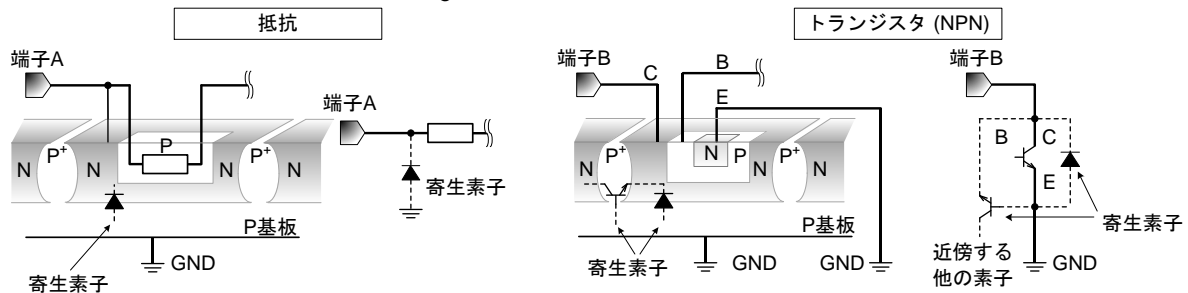 抵抗
トランジスタ (NPN)
端子A
端子A
端子B
C
B
E
端子B
N
P+
N
P
N
P+
N
寄生素子
N
P+
N
N
P
N
P+
N
B
C
E
P基板
寄生素子
GND
P基板
寄生素子
GND
GND
近傍する
他の素子
GND
寄生素子